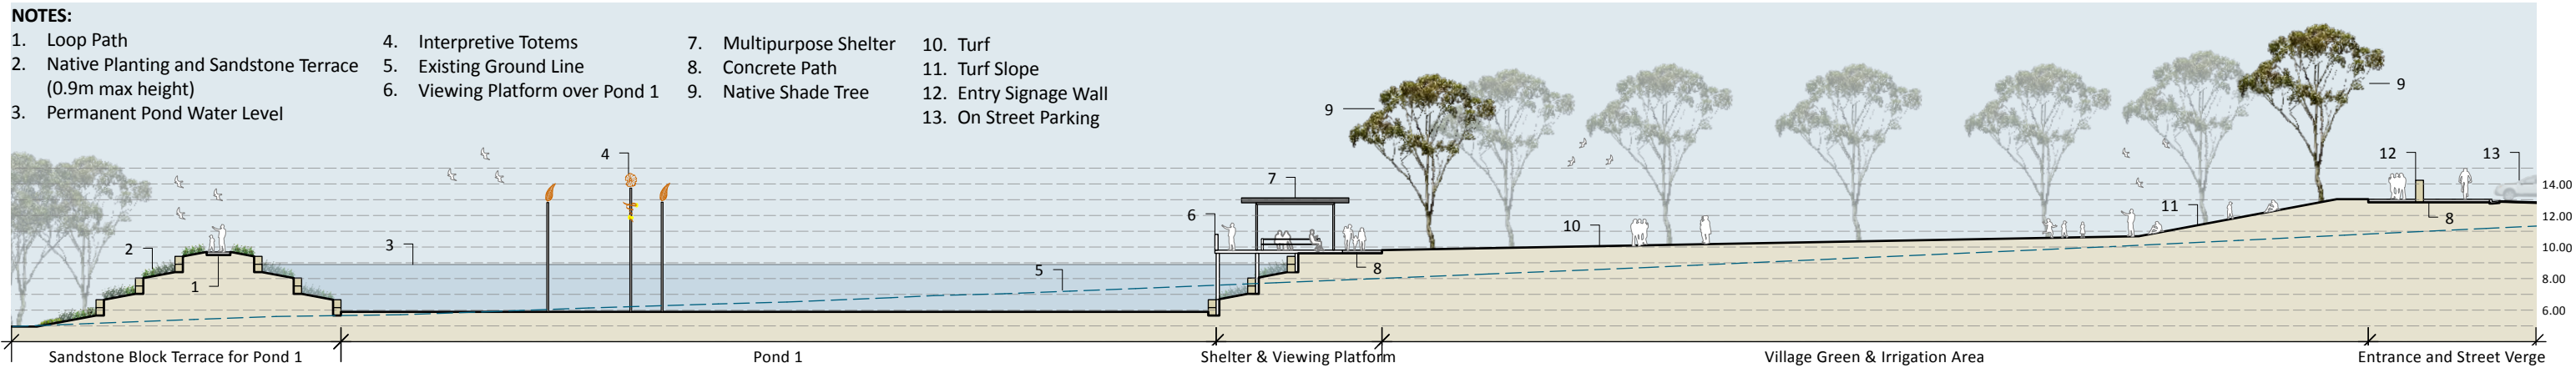 NOTES:
1. Loop Path
2. Native Planting and Sandstone Terrace
(0.9m max height)
3. Permanent Pond Water Level
4. Interpretive Totems
5. Existing Ground Line
6. Viewing Platform over Pond 1
7. Multipurpose Shelter
8. Concrete Path
9. Native Shade Tree
10. Turf
11. Turf Slope
12. Entry Signage Wall
13. On Street Parking
9
9
4
12
13
7
14.00
6
11
12.00
8
10
2
3
10.00
5
8
1
8.00
6.00
Sandstone Block Terrace for Pond 1
Pond 1
Shelter & Viewing Platform
Village Green & Irrigation Area
Entrance and Street Verge